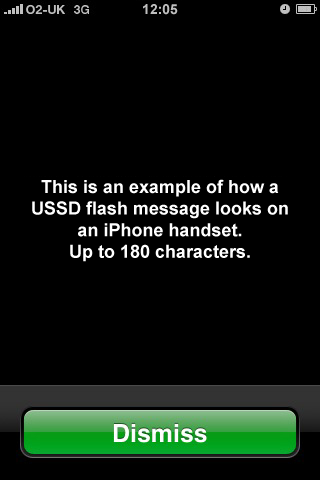 O2-UK 3G 12:05
This is an example of how a
USSD flash message looks on
an iPhone handset.
Up to 180 characters.
Dismiss